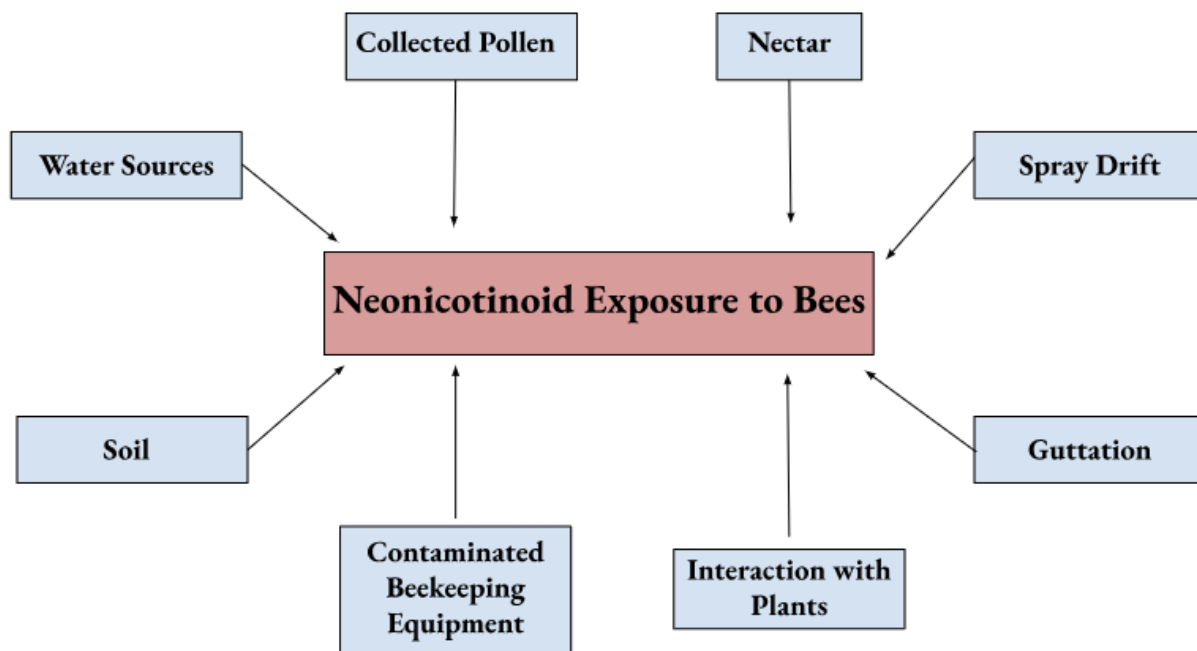 Collected Pollen
Nectar
Water Sources
Spray Drift
Neonicotinoid Exposure to Bees
Soil
Guttation
Contaminated
Beekeeping
Equipment
Interaction with
Plants